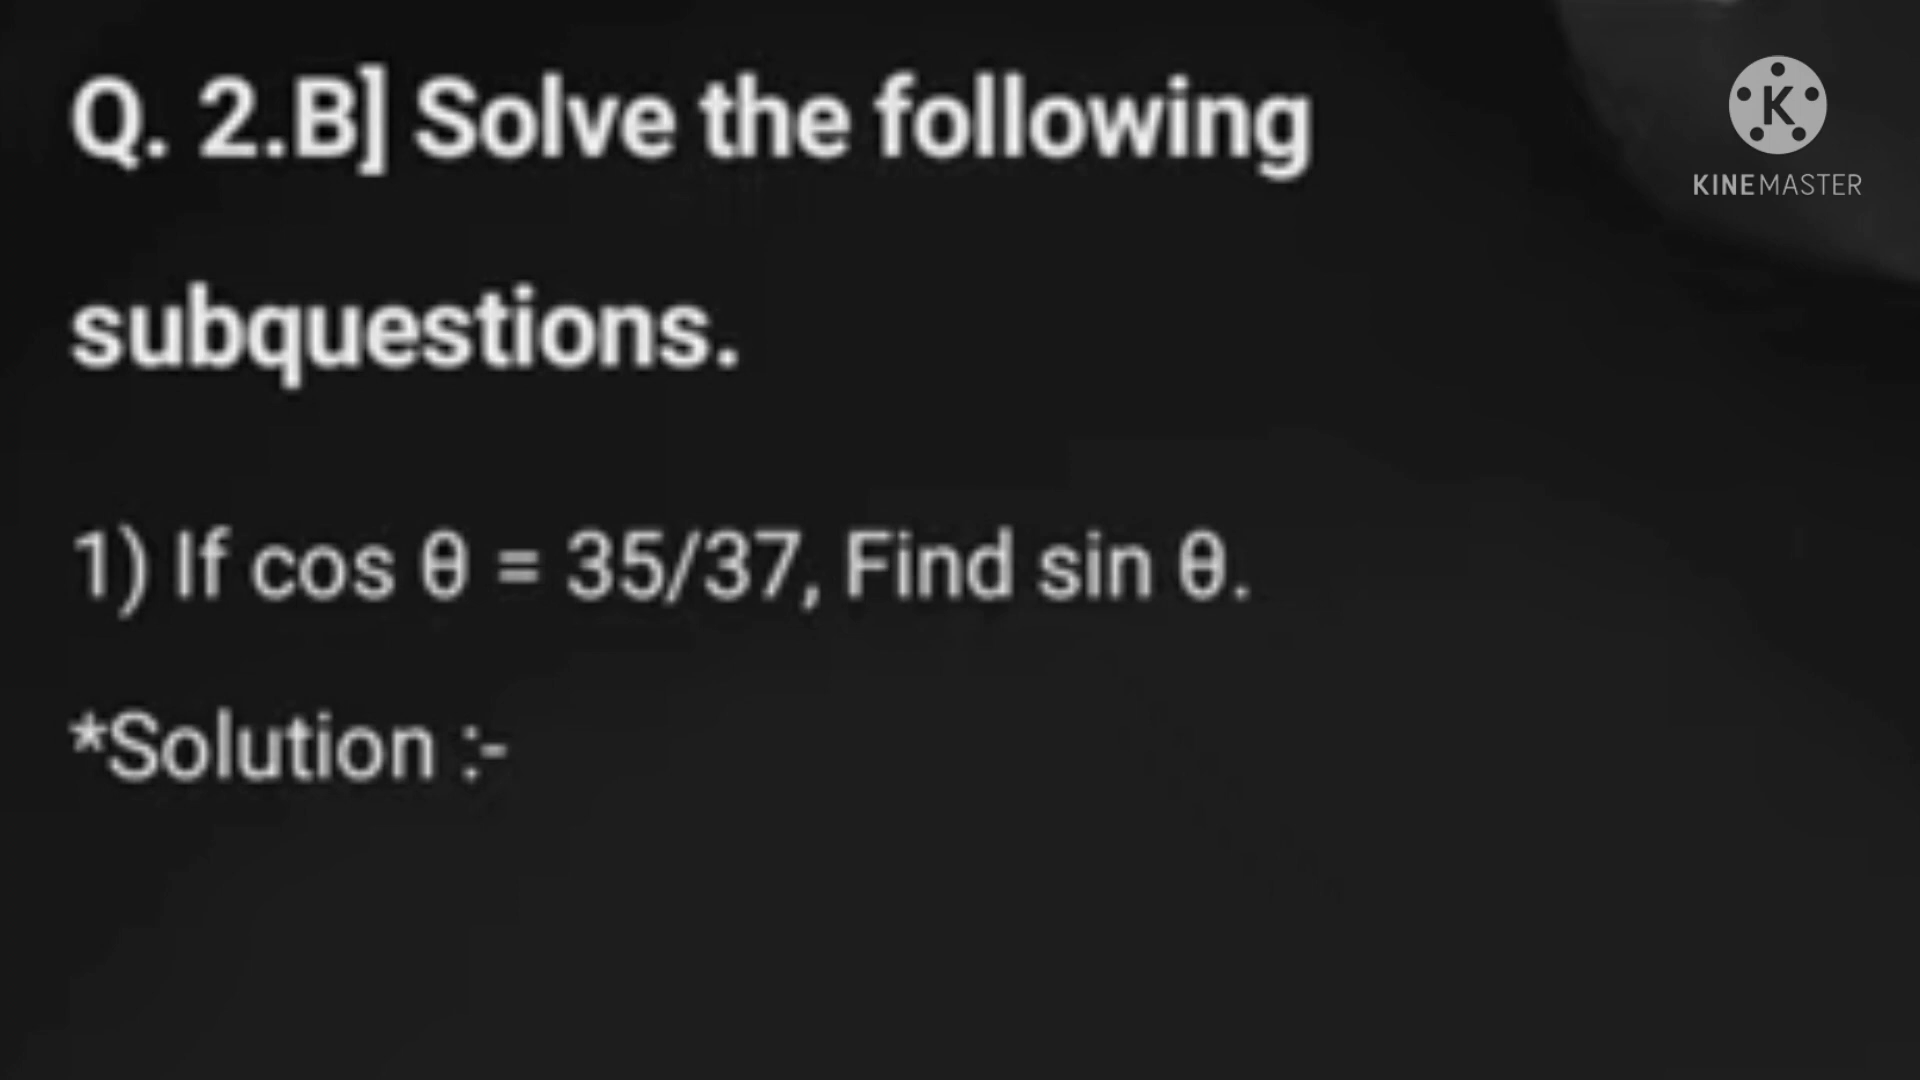 Q. 2.B] Solve the following
subquestions.
1) If cos θ = 35/37, Find sin θ.
*Solution :-
K
KINEMASTER